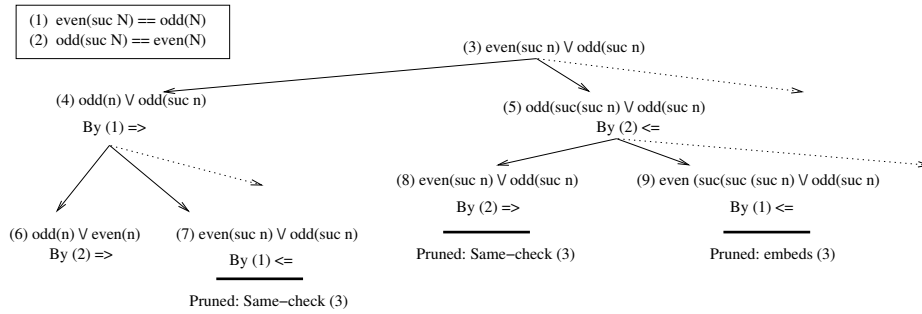 (1) even(suc N) == odd(N)
(2) odd(suc N) == even(N)
(3) even(suc n) \/ odd(suc n)
(4) odd(n) \/ odd(suc n)
By (1) =>
(5) odd(suc(suc n) \/ odd(suc n)
By (2) <=
(6) odd(n) \/ even(n)
By (2) =>
(7) even(suc n) \/ odd(suc n)
By (1) <=
Pruned: Same−check (3)
(8) even(suc n) \/ odd(suc n)
By (2) =>
Pruned: Same−check (3)
(9) even (suc(suc (suc n) \/ odd(suc n)
By (1) <=
Pruned: embeds (3)